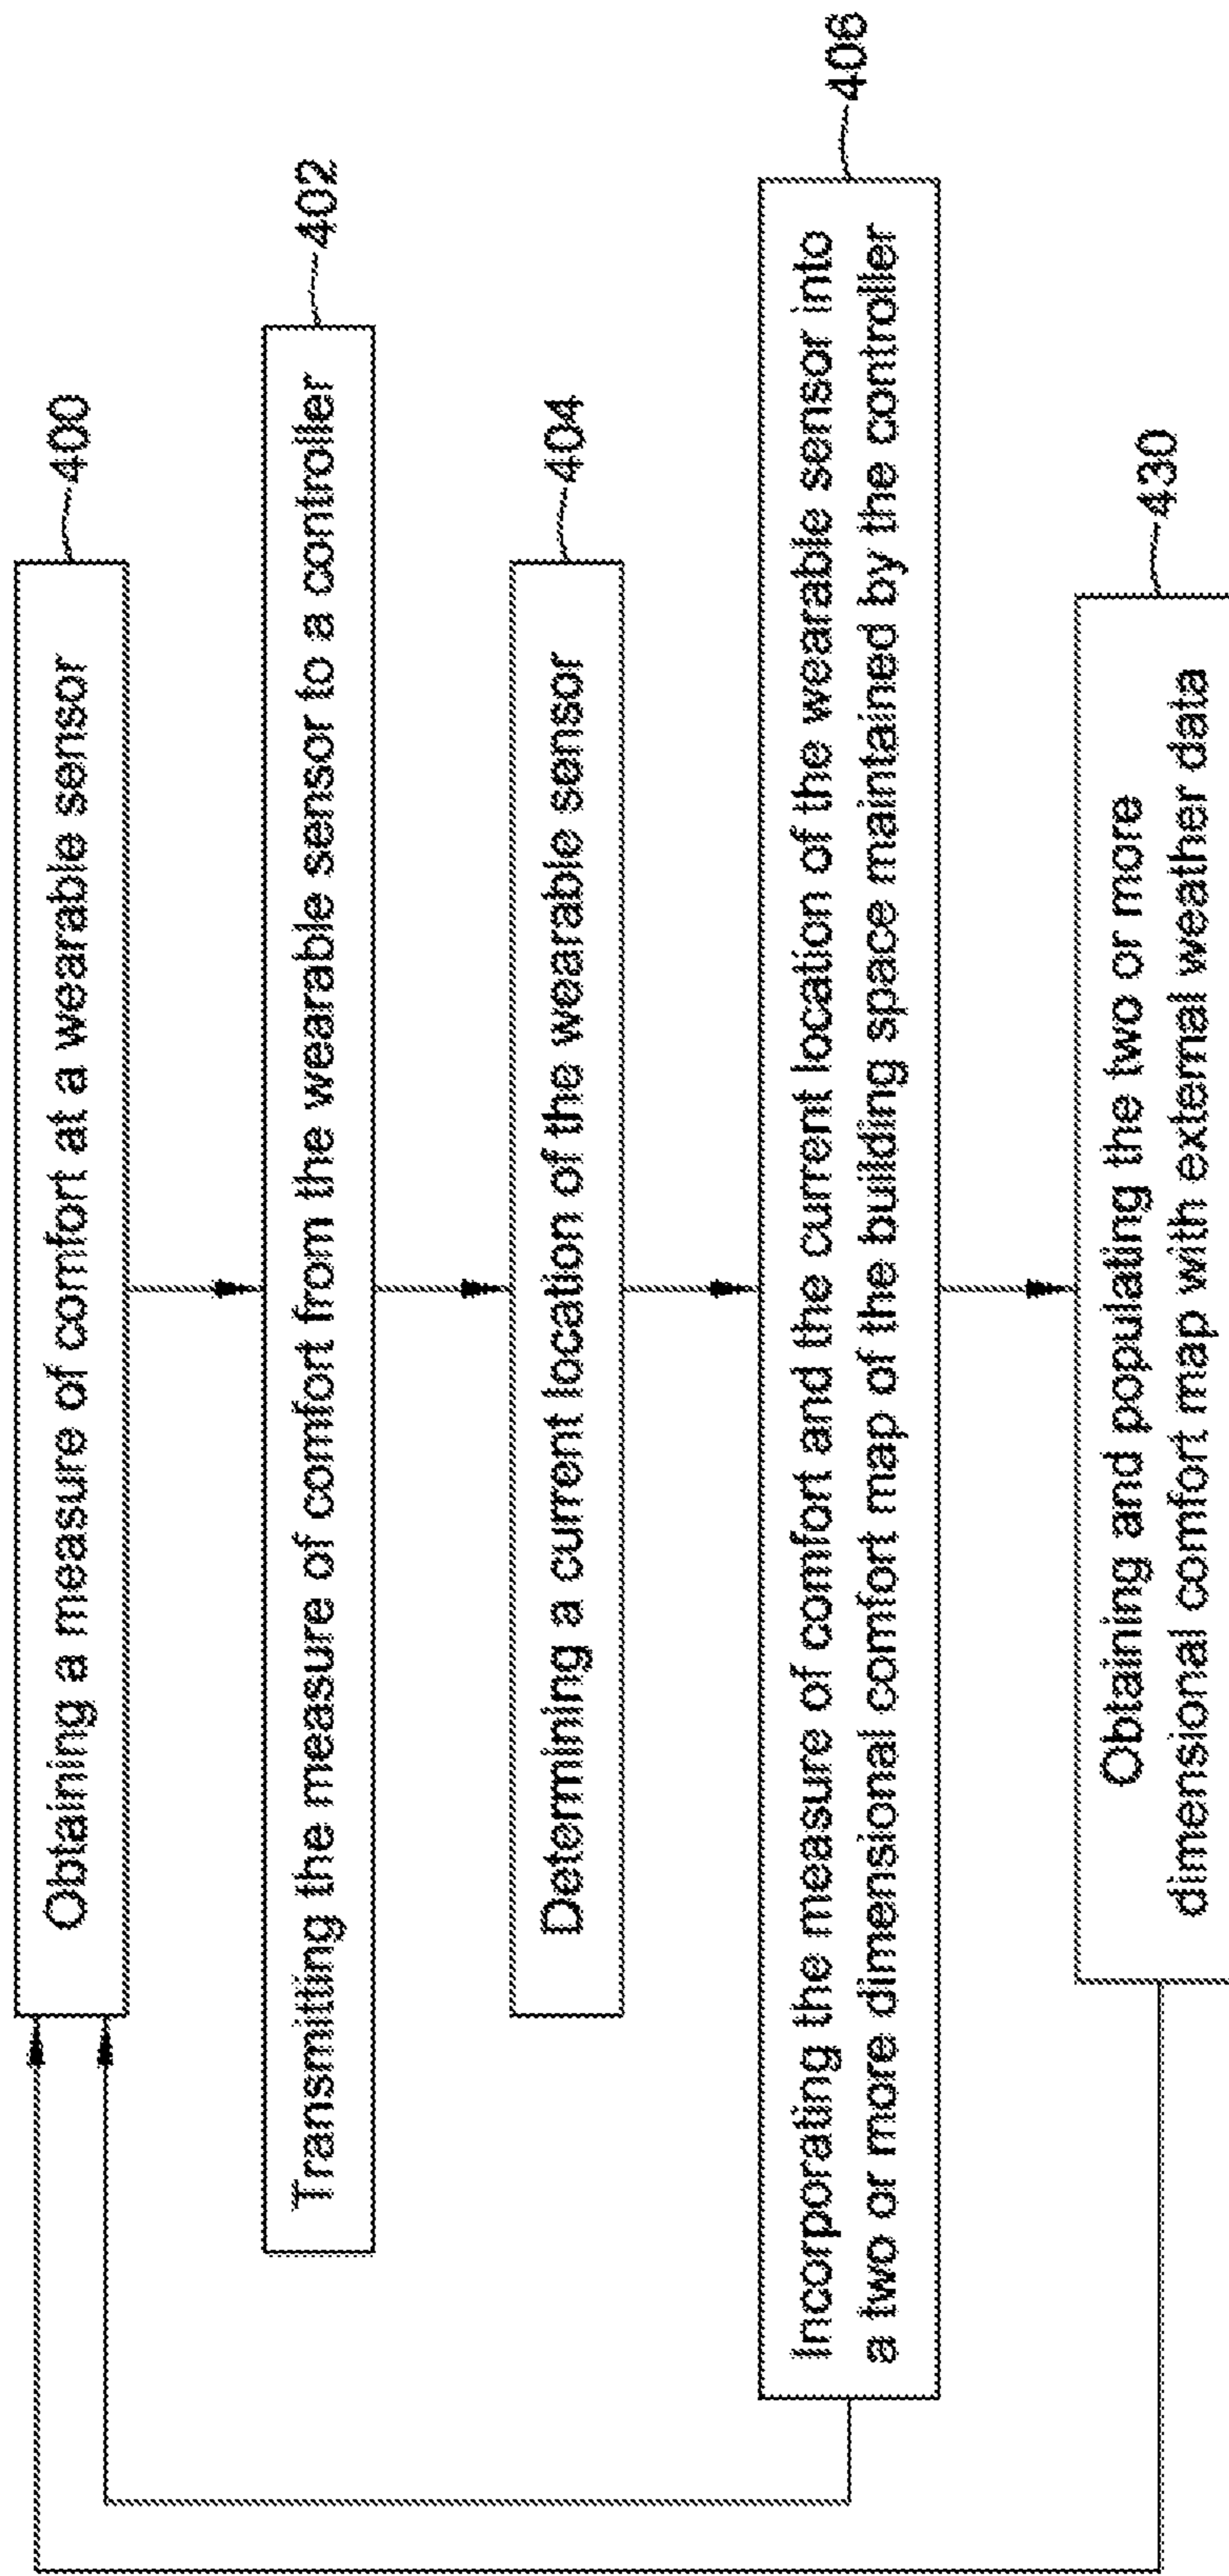 Obtaining a measure of comfort at a wearable sensor
400
Transmitting the measure of comfort from the wearable sensor to a controller
402
Determining a current location of the wearable sensor
404
Incorporating the measure of comfort and the current location of the wearable sensor into
a two or more dimensional comfort map of the building space maintained by the controller
406
Obtaining and populating the two or more
dimensional comfort map with external weather data
430